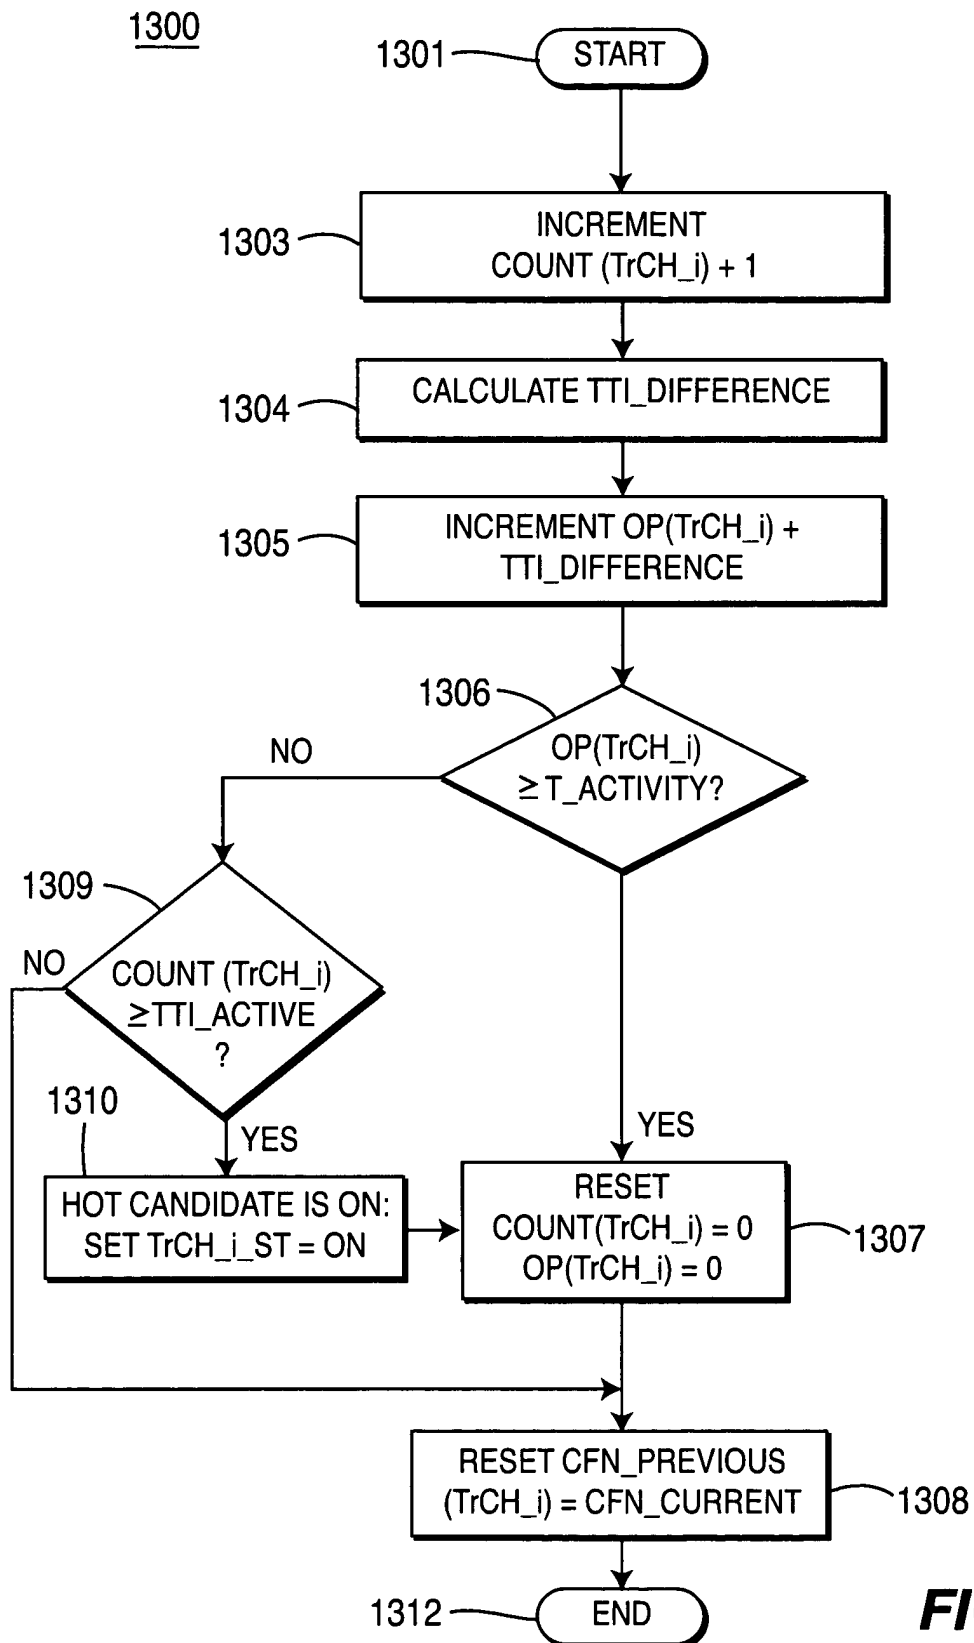 1300
1301
START
1303
INCREMENT
COUNT (TrCH_i) + 1
1304
CALCULATE TTI_DIFFERENCE
1305
INCREMENT OP(TrCH_i) +
TTI_DIFFERENCE
1306
OP(TrCH_i)
≥ T_ACTIVITY?
NO
1309
NO
COUNT (TrCH_i)
≥TTI_ACTIVE
?
1310
YES
YES
HOT CANDIDATE IS ON:
SET TrCH_i_ST = ON
RESET
COUNT(TrCH_i) = 0
OP(TrCH_i) = 0
1307
RESET CFN_PREVIOUS
(TrCH_i) = CFN_CURRENT
1308
1312
END
FI